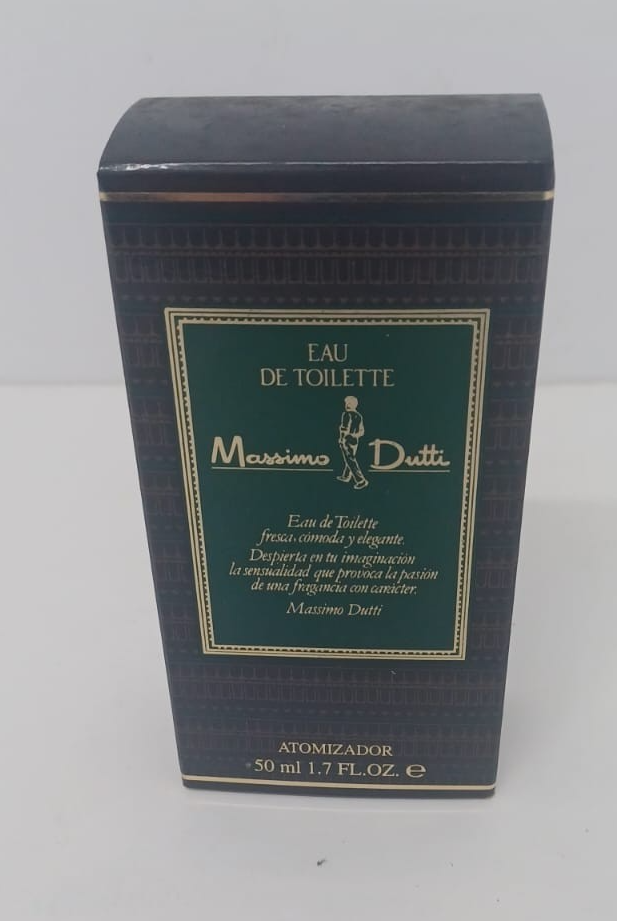 EAU
DE TOILETTE
Massimo Dutti
Eau de Toilette
fresca, cómoda y elegante.
Despierta en tu imaginación
la sensualidad que provoca la pasión
de una fragancia con carácter.
Massimo Dutti
ATOMIZADOR
50 ml 1.7 FL.OZ. ℮